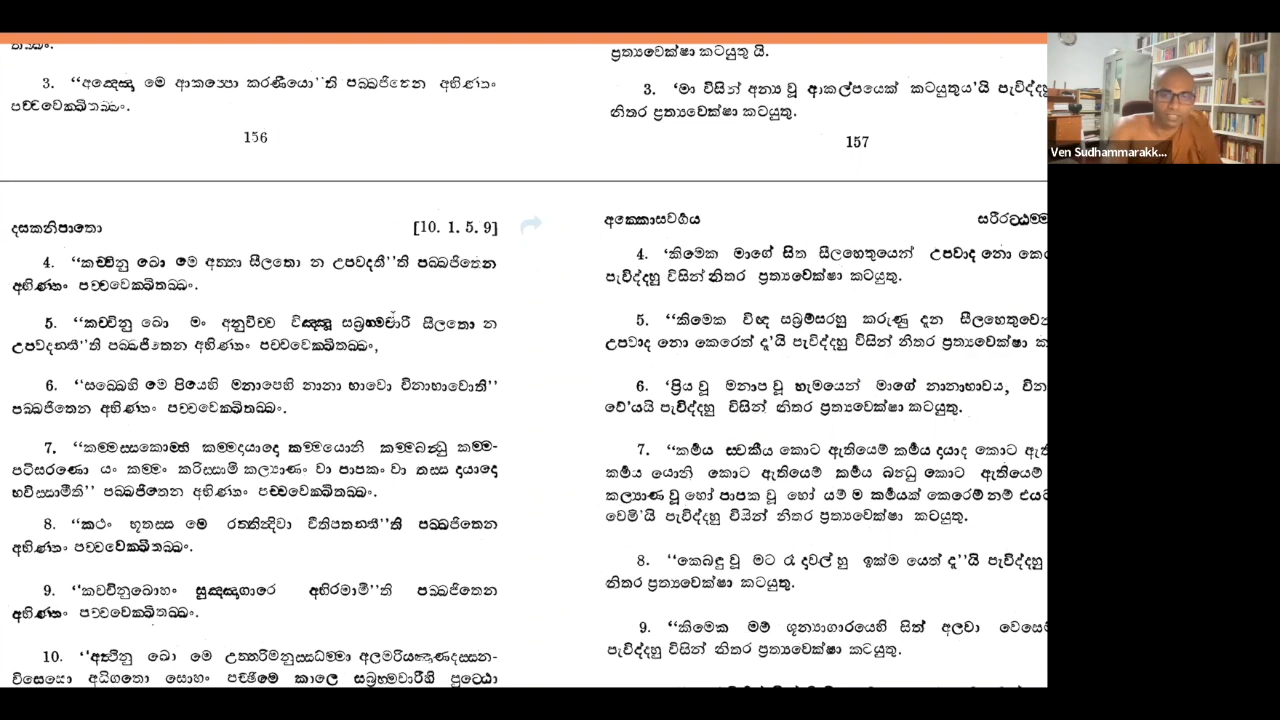 3. “අඤ්ඤො මෙ ආකප්පො කරණීයො”ති පබ්බජිතෙන අභිණ්හං
පච්චවෙක්ඛිතබ්බං.
156
දසකනිපාතො [10. 1. 5. 9]
4. “කච්චිනු ඛො මෙ අත්තා සීලතො න උපවදතී”ති පබ්බජිතෙන
අභිණ්හං පච්චවෙක්ඛිතබ්බං.
5. “කච්චිනු ඛො මං අනුවිච්ච විඤ්ඤූ සබ්‍රහ්මචාරී සීලතො න
උපවදන්තී”ති පබ්බජිතෙන අභිණ්හං පච්චවෙක්ඛිතබ්බං,
6. “සබ්බෙහි මෙ පියෙහි මනාපෙහි නානා භාවො විනාභාවොති”
පබ්බජිතෙන අභිණ්හං පච්චවෙක්ඛිතබ්බං.
7. “කම්මස්සකොම්හි කම්මදායාදො කම්මයොනි කම්මබන්ධු කම්ම-
පටිසරණො යං කම්මං කරිස්සාමි කල්‍යාණං වා පාපකං වා තස්ස දායාදො
භවිස්සාමීති” පබ්බජිතෙන අභිණ්හං පච්චවෙක්ඛිතබ්බං.
8. “කථං භූතස්ස මෙ රත්තින්දිවා වීතිපතන්තී”ති පබ්බජිතෙන
අභිණ්හං පච්චවෙක්ඛිතබ්බං.
9. “කච්චිනුඛොහං සුඤ්ඤාගාරෙ අභිරමාමී”ති පබ්බජිතෙන
අභිණ්හං පච්චවෙක්ඛිතබ්බං.
10. “අත්ථිනු ඛො මෙ උත්තරිමනුස්සධම්මා අලමරියඤාණදස්සන-
විසෙසො අධිගතො සොහං පච්ඡිමෙ කාලෙ සබ්‍රහ්මචාරීහි පුට්ඨො
ප්‍රත්‍යවෙක්ෂා කටයුතු යි.
3. ‘මා විසින් අන්‍ය වූ ආකල්පයෙක් කටයුතුය’යි පැවිද්දහු
නිතර ප්‍රත්‍යවෙක්ෂා කටයුතු.
157
අක්කොසවර්‍ගය සරීරට්ඨධම්ම
4. ‘කිමෙක මාගේ සිත සීලහෙතුයෙන් උපවාද නො කෙ
පැවිද්දහු විසින් නිතර ප්‍රත්‍යවෙක්ෂා කටයුතු.
5. “කිමෙක විඥ සබ්‍රම්සරහු කරුණු දැන සීලහෙතුවෙ
උපවාද නො කෙරෙත් දැ’යි පැවිද්දහු විසින් නිතර ප්‍රත්‍යවෙක්ෂා ක
6. ‘ප්‍රිය වූ මනාප වූ හැමයෙන් මාගේ නානාභාවය, විනා
වේ’යයි පැවිද්දහු විසින් නිතර ප්‍රත්‍යවෙක්ෂා කටයුතු.
7. “කර්‍මය ස්වකීය කොට ඇතියෙම් කර්‍මය දායාද කොට ඇති
කර්‍මය යොනි කොට ඇතියෙම් කර්‍මය බන්ධු කොට ඇතියෙම්
කල්‍යාණ වූ හෝ පාපක වූ හෝ යම් ම කර්‍මයක් කෙරෙම් නම් එය
වෙමි’යි පැවිද්දහු විසින් නිතර ප්‍රත්‍යවෙක්ෂා කටයුතු.
8. “කෙබඳු වූ මට රෑ දාවල් හු ඉක්ම යෙත් දැ”යි පැවිද්දහු
නිතර ප්‍රත්‍යවෙක්ෂා කටයුතු.
9. “කිමෙක මම් ශූන්‍යාගාරයෙහි සිත් අලවා වෙසෙ
පැවිද්දහු විසින් නිතර ප්‍රත්‍යවෙක්ෂා කටයුතු.
Ven Sudhammarakk...